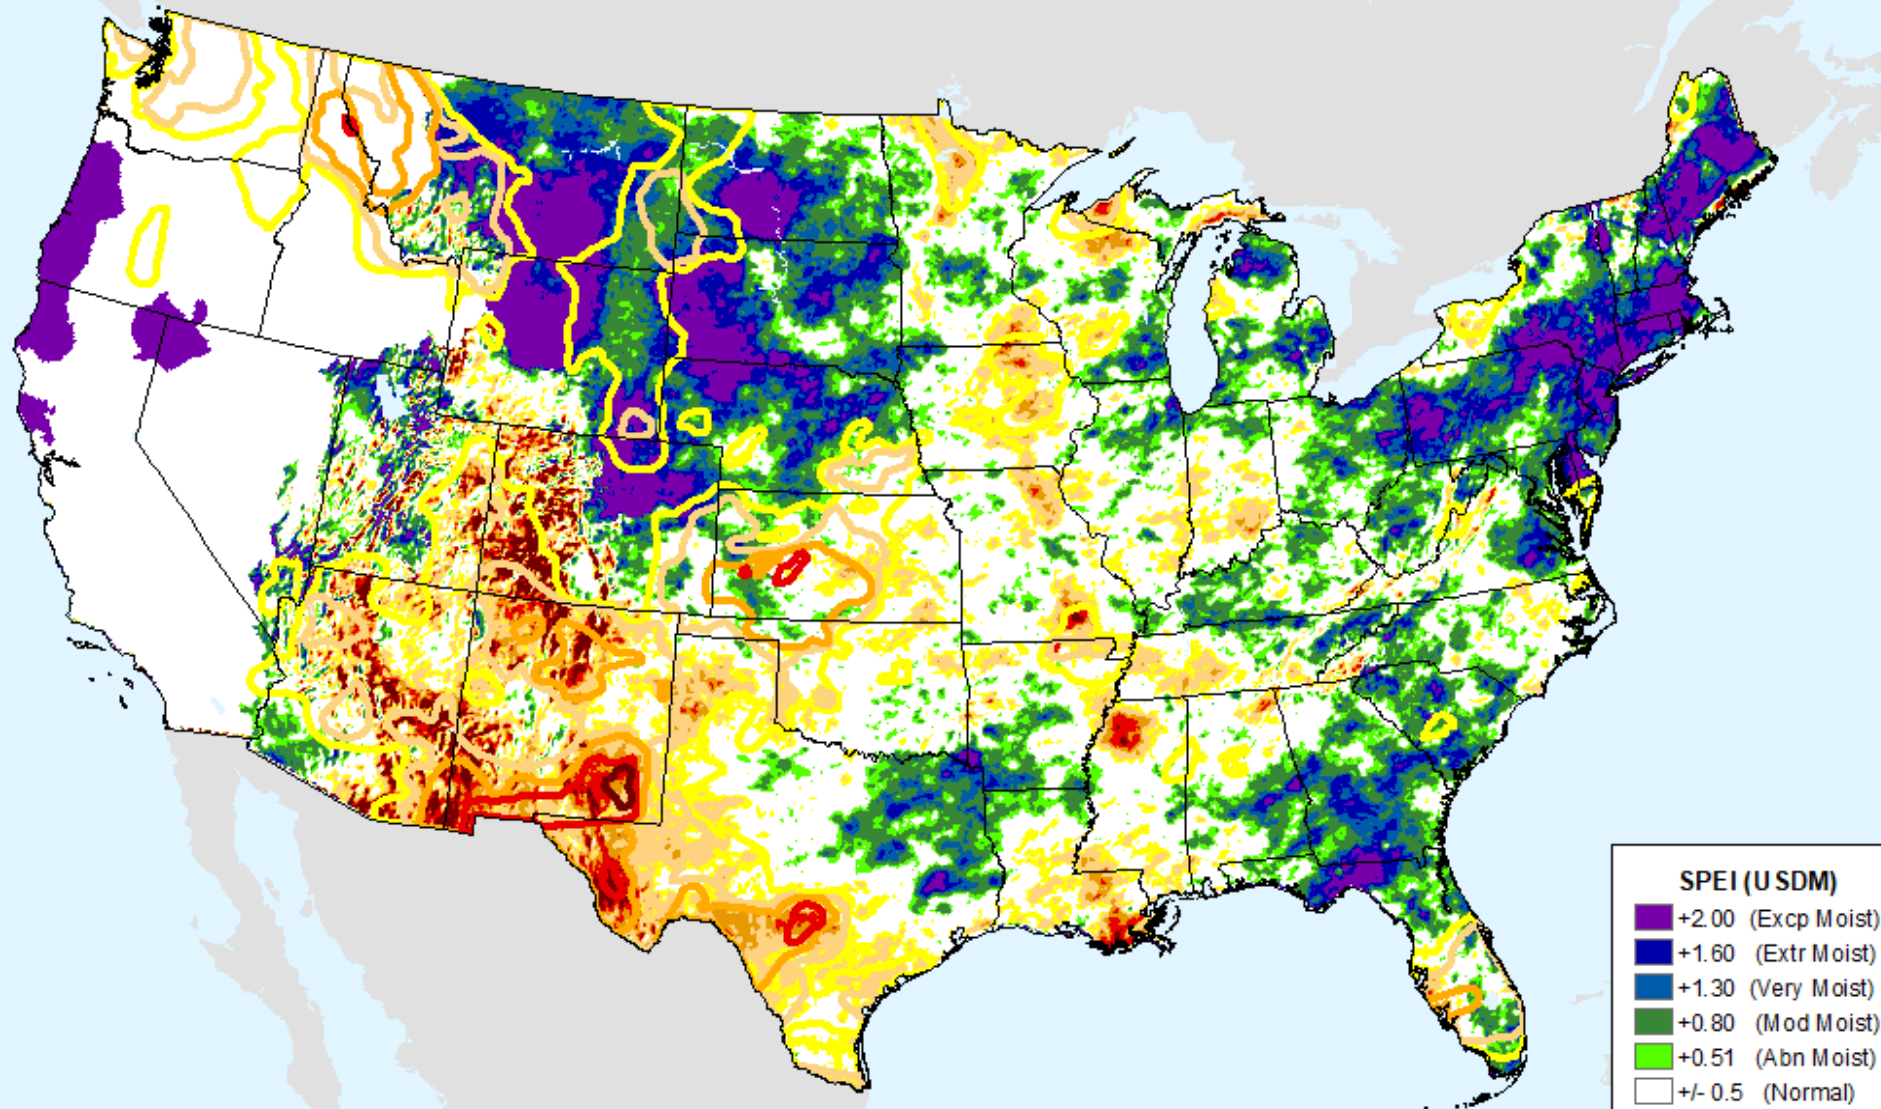 SPEI (USDM)
+2.00 (Excp Moist)
+1.60 (Extr Moist)
+1.30 (Very Moist)
+0.80 (Mod Moist)
+0.51 (Abn Moist)
+/- 0.5 (Normal)